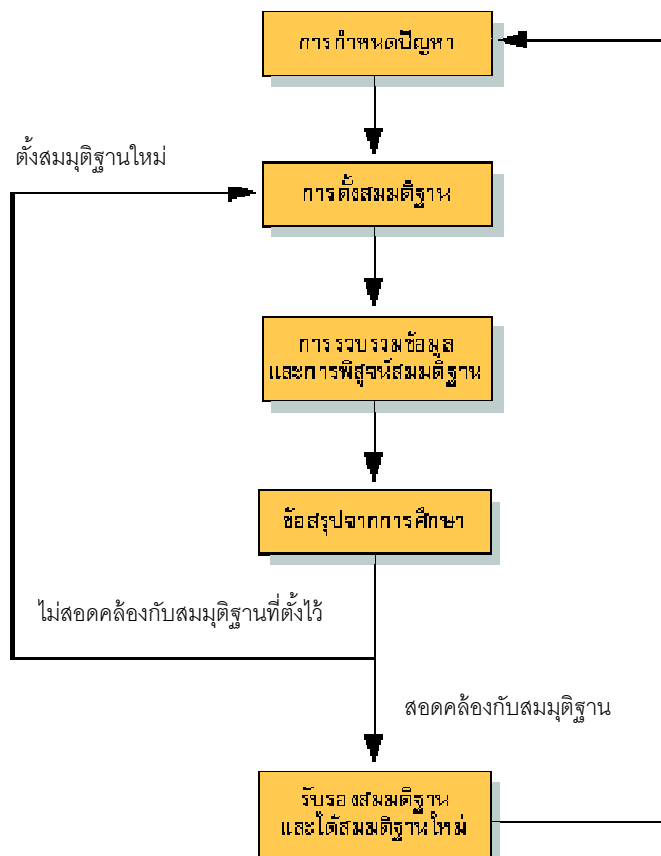 การกำหนดปัญหา
ตั้งสมมุติฐานใหม่
การตั้งสมมติฐาน
การรวบรวมข้อมูล
และการพิสูจน์สมมติฐาน
ข้อสรุปจากการศึกษา
ไม่สอดคล้องกับสมมุติฐานที่ตั้งไว้
สอดคล้องกับสมมุติฐาน
รับรองสมมติฐาน
และได้สมมติฐานใหม่